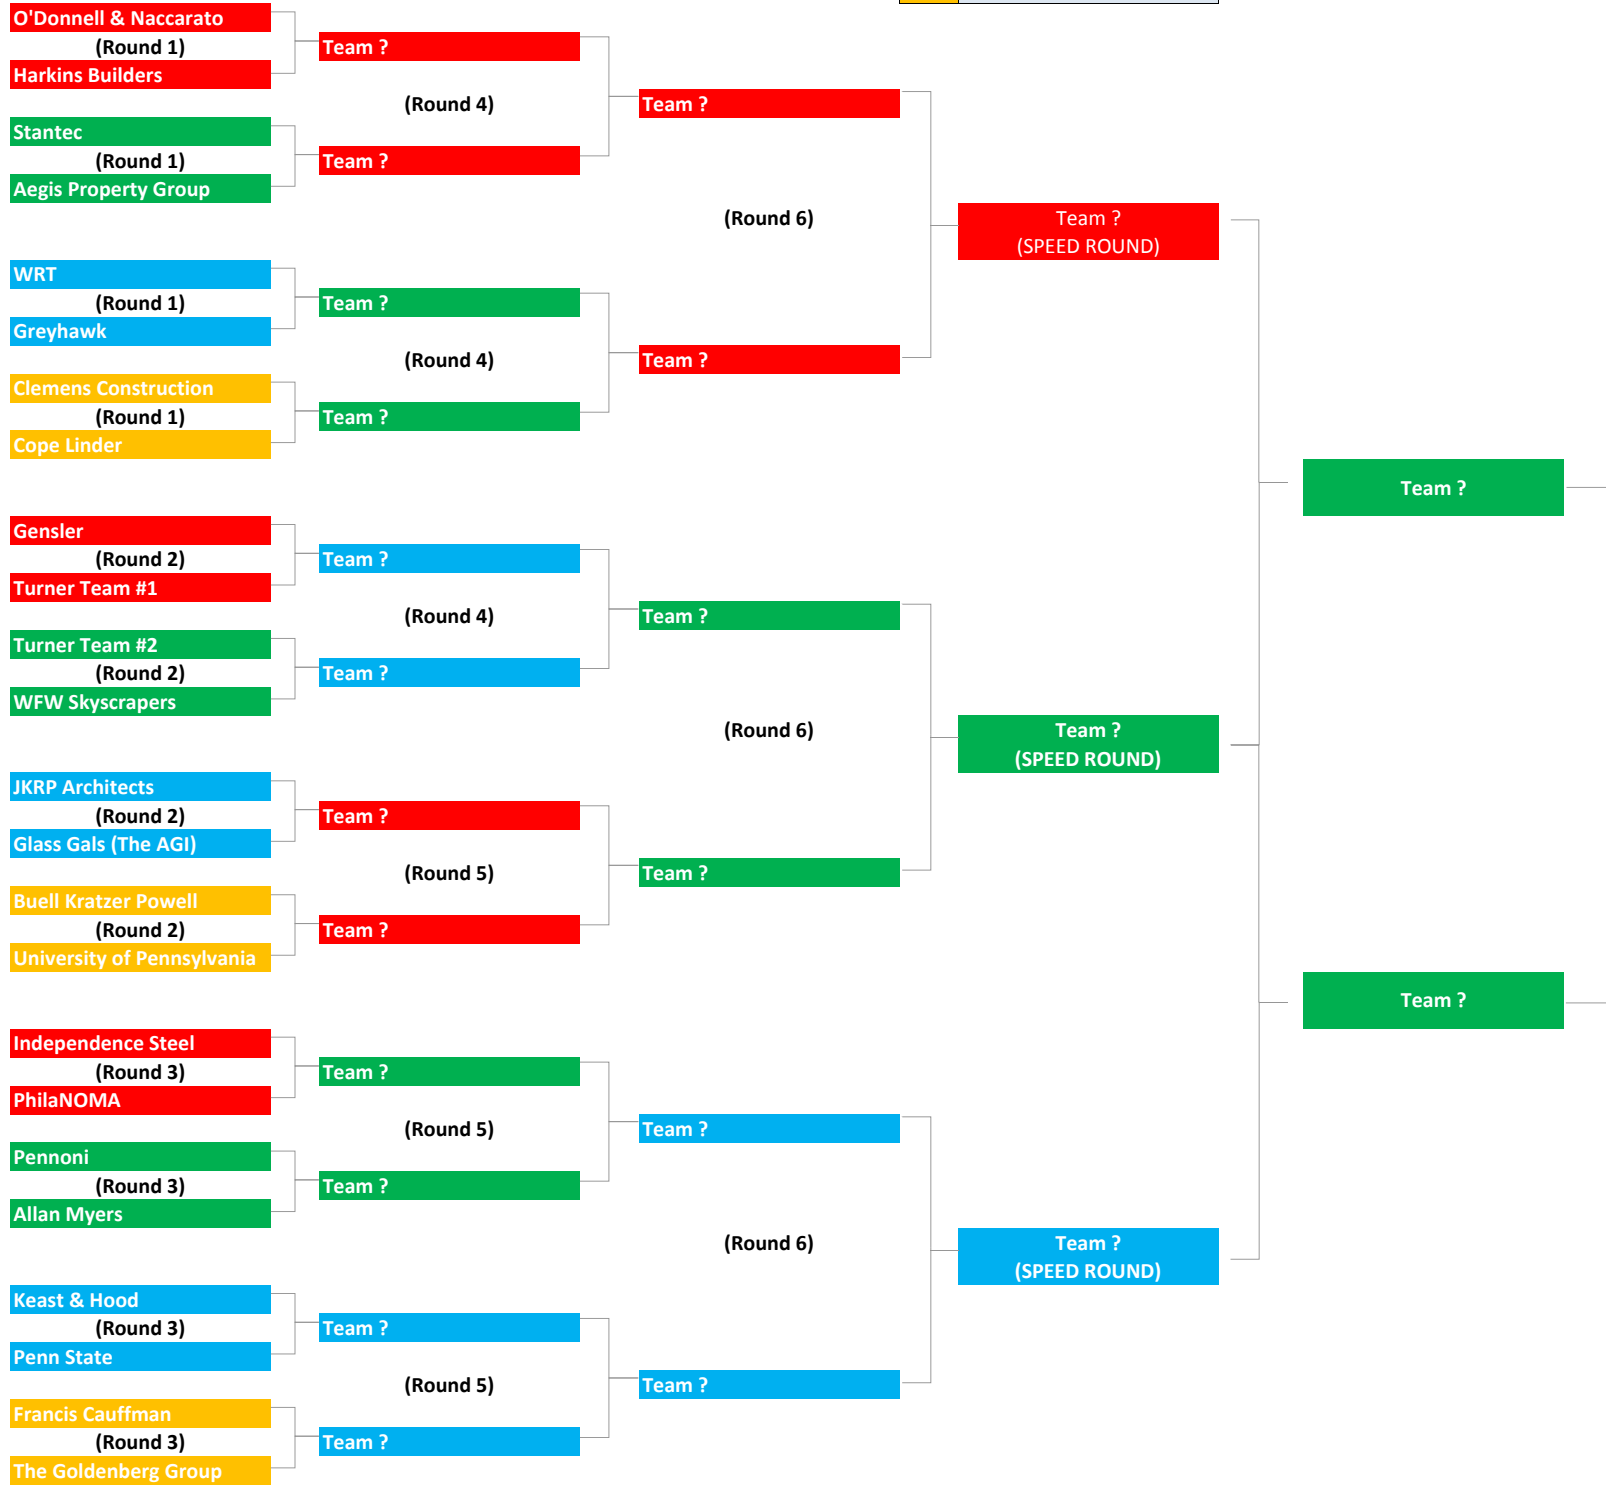 O'Donnell & Naccarato
(Round 1)
Harkins Builders
Stantec
(Round 1)
Aegis Property Group
WRT
(Round 1)
Greyhawk
Clemens Construction
(Round 1)
Cope Linder
Gensler
(Round 2)
Turner Team #1
Turner Team #2
(Round 2)
WFW Skyscrapers
JKRP Architects
(Round 2)
Glass Gals (The AGI)
Buell Kratzer Powell
(Round 2)
University of Pennsylvania
Independence Steel
(Round 3)
PhilaNOMA
Pennoni
(Round 3)
Allan Myers
Keast & Hood
(Round 3)
Penn State
Francis Cauffman
(Round 3)
The Goldenberg Group
Team ?
(Round 4)
Team ?
Team ?
(Round 4)
Team ?
Team ?
(Round 4)
Team ?
Team ?
(Round 5)
Team ?
Team ?
(Round 5)
Team ?
Team ?
(Round 5)
Team ?
Team ?
(Round 6)
Team ?
Team ?
(Round 6)
Team ?
Team ?
(Round 6)
Team ?
Team ?
(SPEED ROUND)
Team ?
(SPEED ROUND)
Team ?
(SPEED ROUND)
Team ?
Team ?